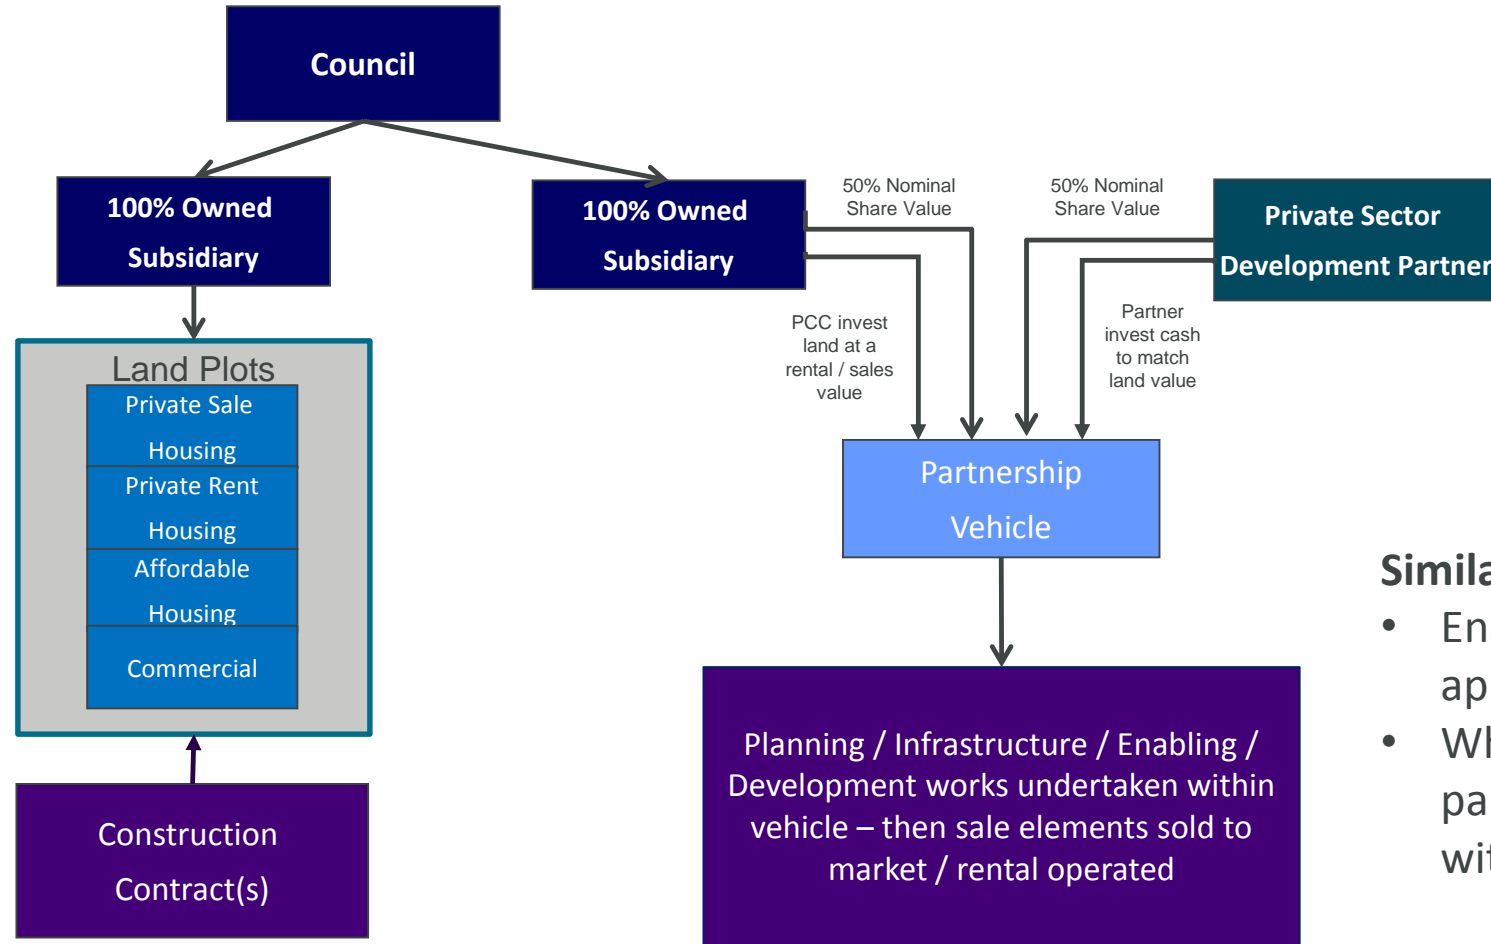 Council
100% Owned
Subsidiary
100% Owned
Subsidiary
50% Nominal
Share Value
50% Nominal
Share Value
Private Sector
Development Partner
PCC invest
land at a
rental / sales
value
Partner
invest cash
to match
land value
Land Plots
Private Sale
Housing
Private Rent
Housing
Affordable
Housing
Commercial
Partnership
Vehicle
Construction
Contract(s)
Planning / Infrastructure / Enabling /
Development works undertaken within
vehicle – then sale elements sold to
market / rental operated